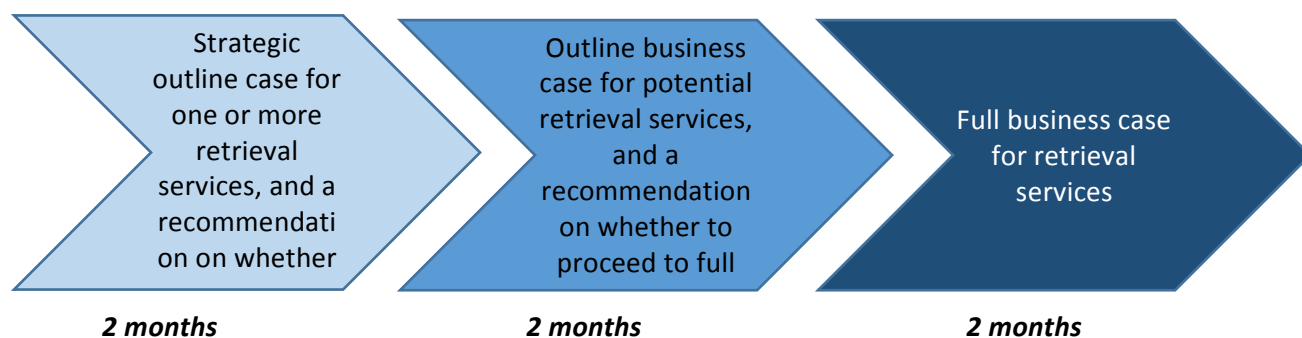 Strategic
outline case for
one or more
retrieval
services, and a
recommendati
on on whether
Outline business
case for potential
retrieval services,
and a
recommendation
on whether to
proceed to full
Full business case
for retrieval
services
2 months
2 months
2 months